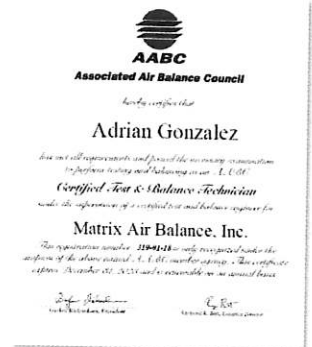 AABC
Associated Air Balance Council
hereby certifies that
Adrian Gonzalez
has met all requirements and passed the necessary examination
to perform testing and balancing as an A.A.B.C.
Certified Test & Balance Technician
under the supervision of a certified test and balance engineer for
Matrix Air Balance, Inc.
This registration number is only recognized under the
auspices of the above named A.A.B.C. member agency. This certificate
expires December 31, and is renewable on an annual basis
President
Executive Director